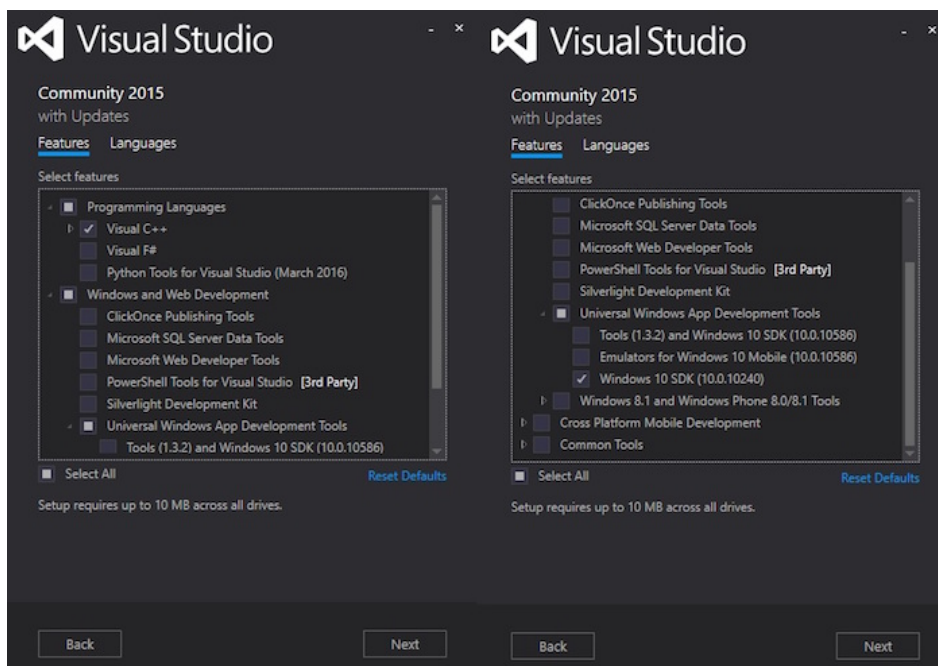 Visual Studio
Community 2015
with Updates
Features Languages
Select features
Programming Languages
Visual C++
Visual F#
Python Tools for Visual Studio (March 2016)
Windows and Web Development
ClickOnce Publishing Tools
Microsoft SQL Server Data Tools
Microsoft Web Developer Tools
PowerShell Tools for Visual Studio [3rd Party]
Silverlight Development Kit
Universal Windows App Development Tools
Tools (1.3.2) and Windows 10 SDK (10.0.10586)
Select All Reset Defaults
Setup requires up to 10 MB across all drives.
Back Next
Visual Studio
Community 2015
with Updates
Features Languages
Select features
ClickOnce Publishing Tools
Microsoft SQL Server Data Tools
Microsoft Web Developer Tools
PowerShell Tools for Visual Studio [3rd Party]
Silverlight Development Kit
Universal Windows App Development Tools
Tools (1.3.2) and Windows 10 SDK (10.0.10586)
Emulators for Windows 10 Mobile (10.0.10586)
Windows 10 SDK (10.0.10240)
Windows 8.1 and Windows Phone 8.0/8.1 Tools
Cross Platform Mobile Development
Common Tools
Select All Reset Defaults
Setup requires up to 10 MB across all drives.
Back Next